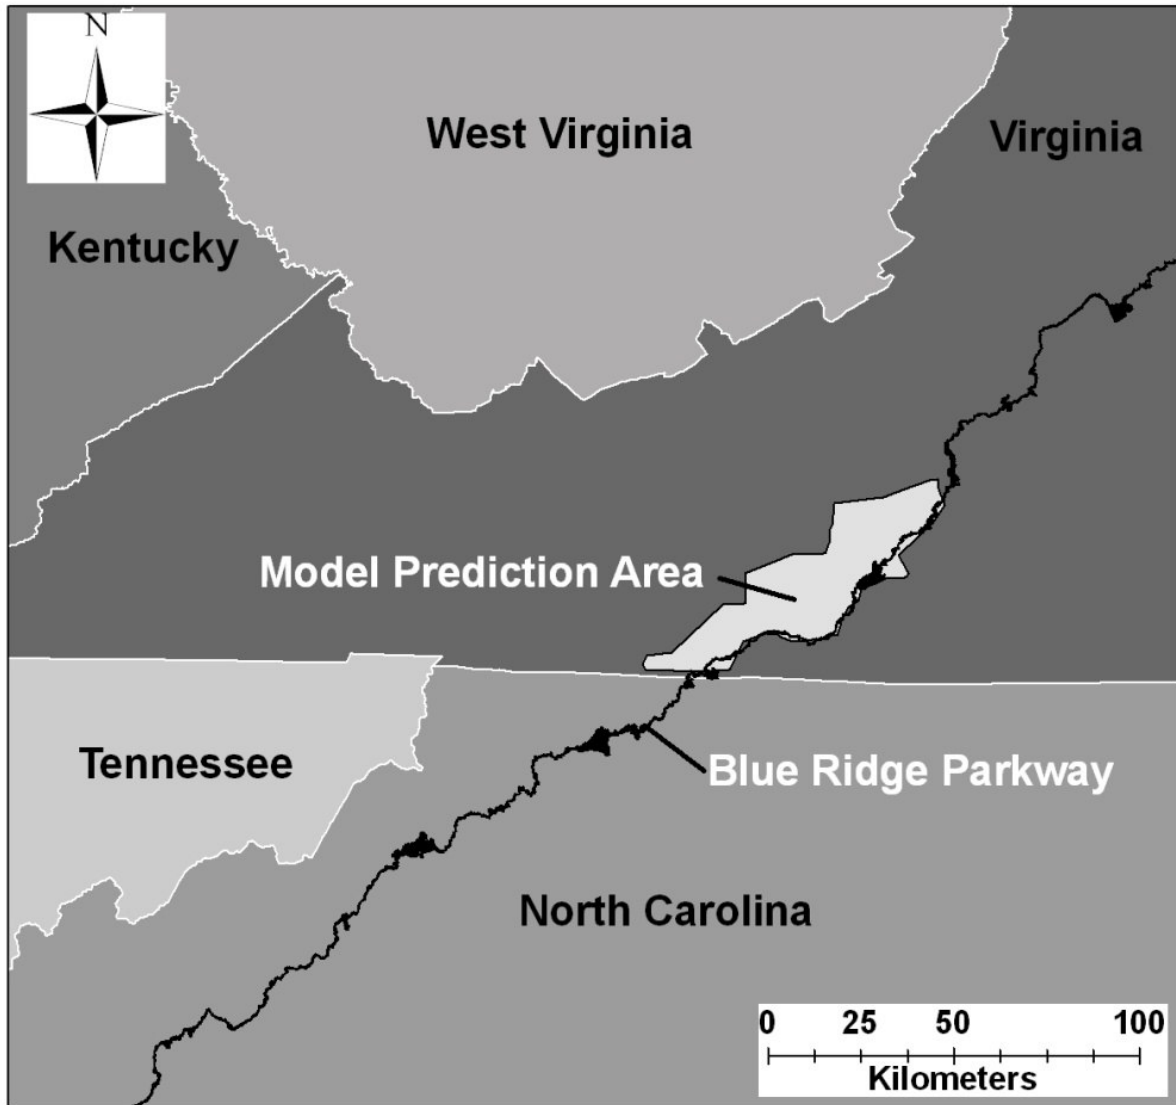 N
West Virginia
Virginia
Kentucky
Model Prediction Area
Tennessee
Blue Ridge Parkway
North Carolina
0 25 50 100
Kilometers